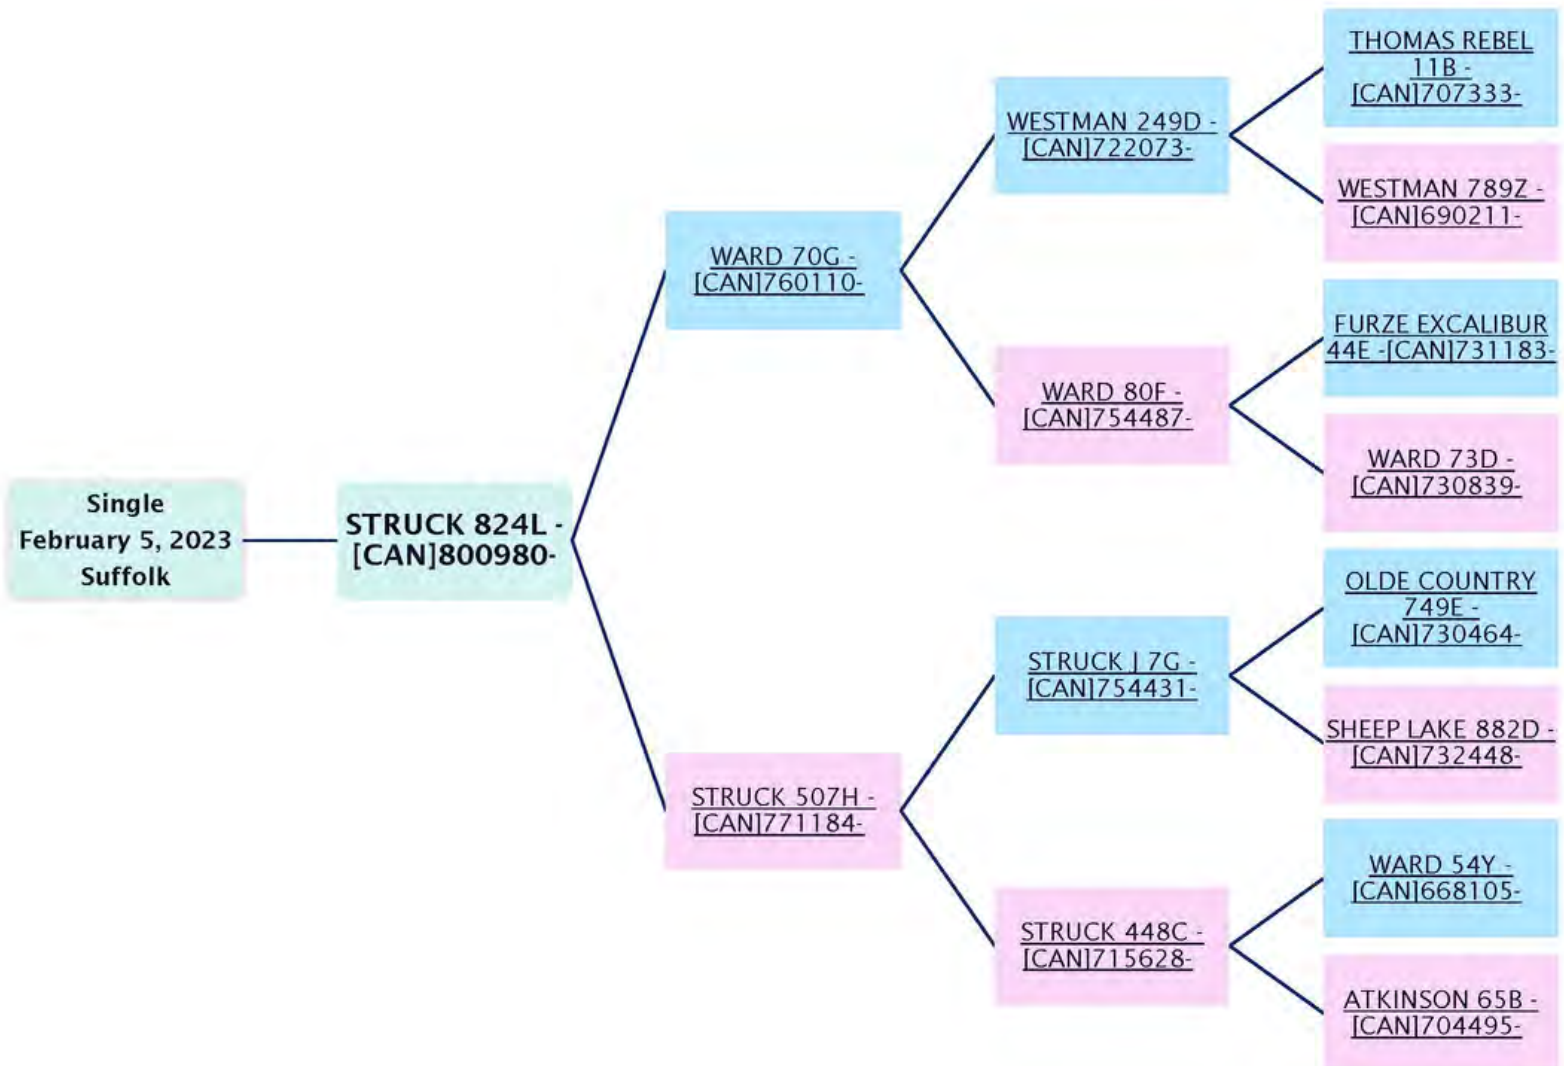 Single
February 5, 2023
Suffolk
STRUCK 824L -
[CAN]800980-
WARD 70G -
[CAN]760110-
STRUCK 507H -
[CAN]771184-
WESTMAN 249D -
[CAN]722073-
WARD 80F -
[CAN]754487-
STRUCK J 7G -
[CAN]754431-
STRUCK 448C -
[CAN]715628-
THOMAS REBEL
11B -
[CAN]707333-
WESTMAN 789Z -
[CAN]690211-
FURZE EXCALIBUR
44E -[CAN]731183-
WARD 73D -
[CAN]730839-
OLDE COUNTRY
749E -
[CAN]730464-
SHEEP LAKE 882D -
[CAN]732448-
WARD 54Y -
[CAN]668105-
ATKINSON 65B -
[CAN]704495-